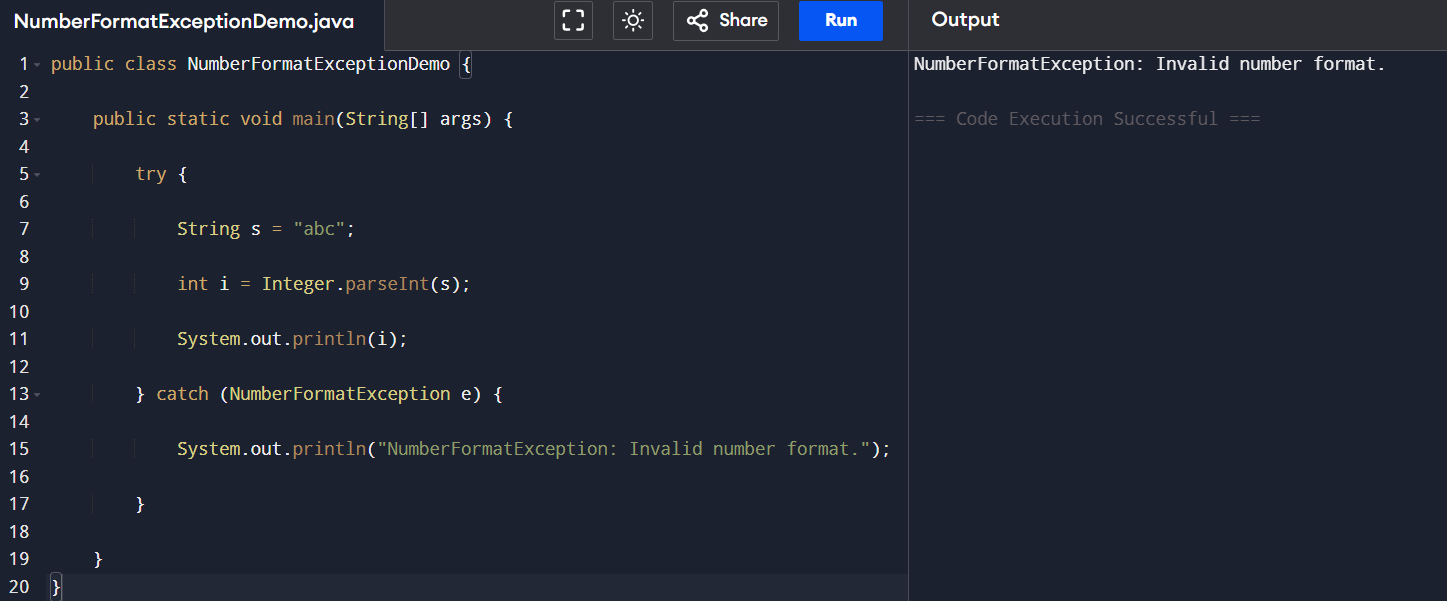 NumberFormatExceptionDemo.java
Share
Run
Output
1 public class NumberFormatExceptionDemo {
2
3 public static void main(String[] args) {
4
5 try {
6
7 String s = "abc";
8
9 int i = Integer.parseInt(s);
10
11 System.out.println(i);
12
13 } catch (NumberFormatException e) {
14
15 System.out.println("NumberFormatException: Invalid number format.");
16
17 }
18
19 }
20 }
NumberFormatException: Invalid number format.
=== Code Execution Successful ===